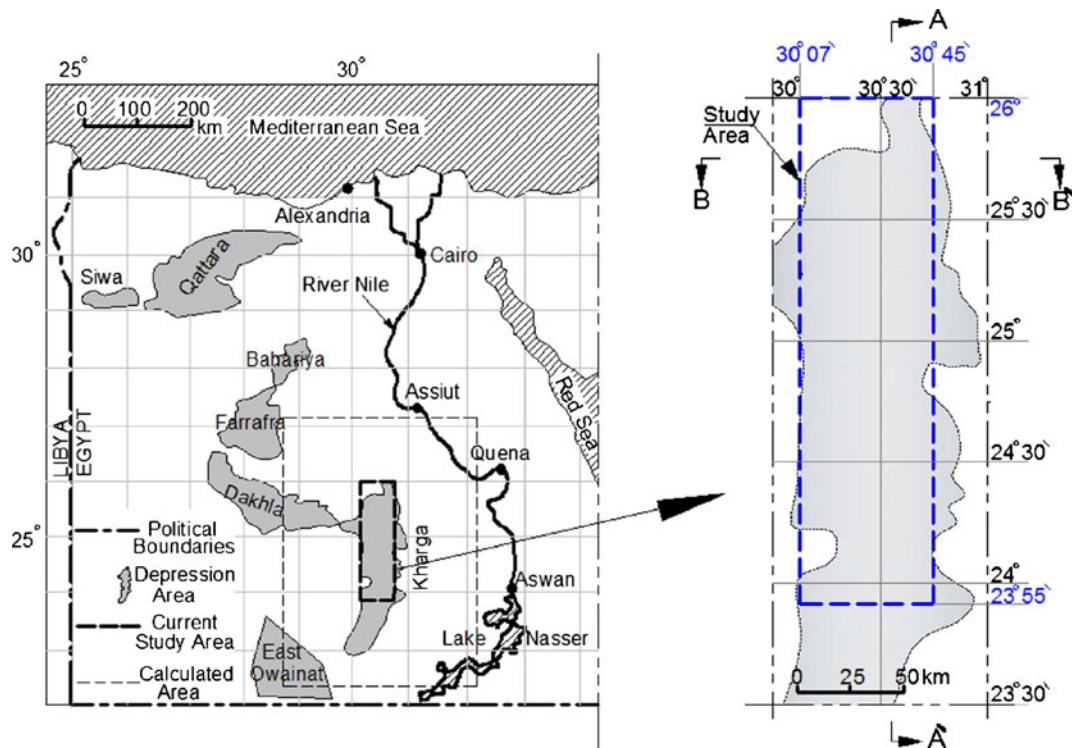 25°
30°
0 100 200
km
Mediterranean Sea
Alexandria
30°
Cairo
Siwa
Qattara
River Nile
Bahariya
Assiut
Farrafra
Red Sea
LIBYA
EGYPT
Quena
Dakhla
25°
Kharga
Political
Boundaries
Depression
Area
Aswan
Current
Study Area
Lake Nasser
East
Owainat
Calculated
Area
A
30° 07' 30° 45'
30° 30° 30' 31°
Study
Area
26°
B B'
25° 30'
25°
24° 30'
24°
23° 55'
0 25 50 km
23° 30'
A'